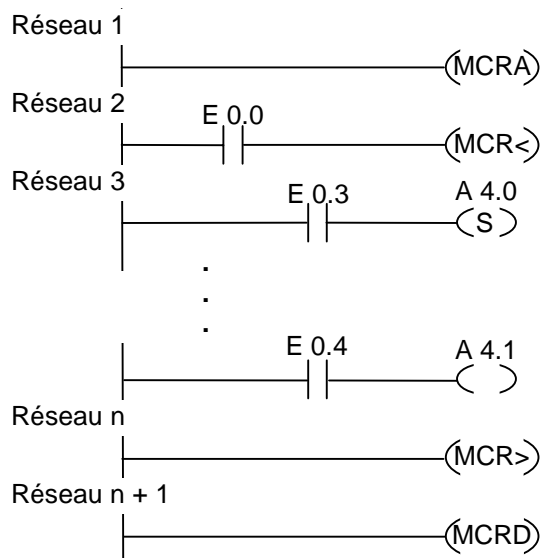 Réseau 1
(MCRA)
Réseau 2
E 0.0
(MCR<)
Réseau 3
E 0.3
A 4.0
(S)
E 0.4
A 4.1
( )
Réseau n
(MCR>)
Réseau n + 1
(MCRD)